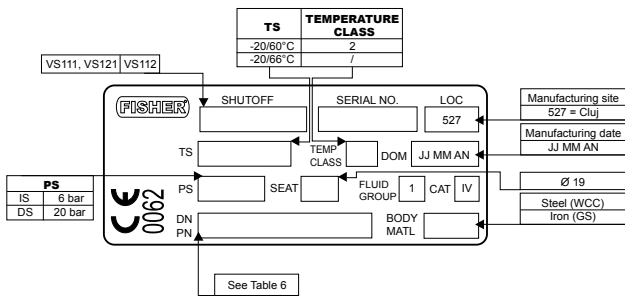 TS TEMPERATURE CLASS
-20/60°C 2
-20/66°C /
VS111, VS121 VS112
FISHER
SHUTOFF
SERIAL NO.
LOC
527
Manufacturing site
527 = Cluj
TS
TEMP CLASS
DOM
JJ MM AN
Manufacturing date
JJ MM AN
PS
IS 6 bar
DS 20 bar
CE
0062
PS
SEAT
FLUID GROUP
1
CAT
IV
Ø 19
DN
PN
BODY MATL
Steel (WCC)
Iron (GS)
See Table 6